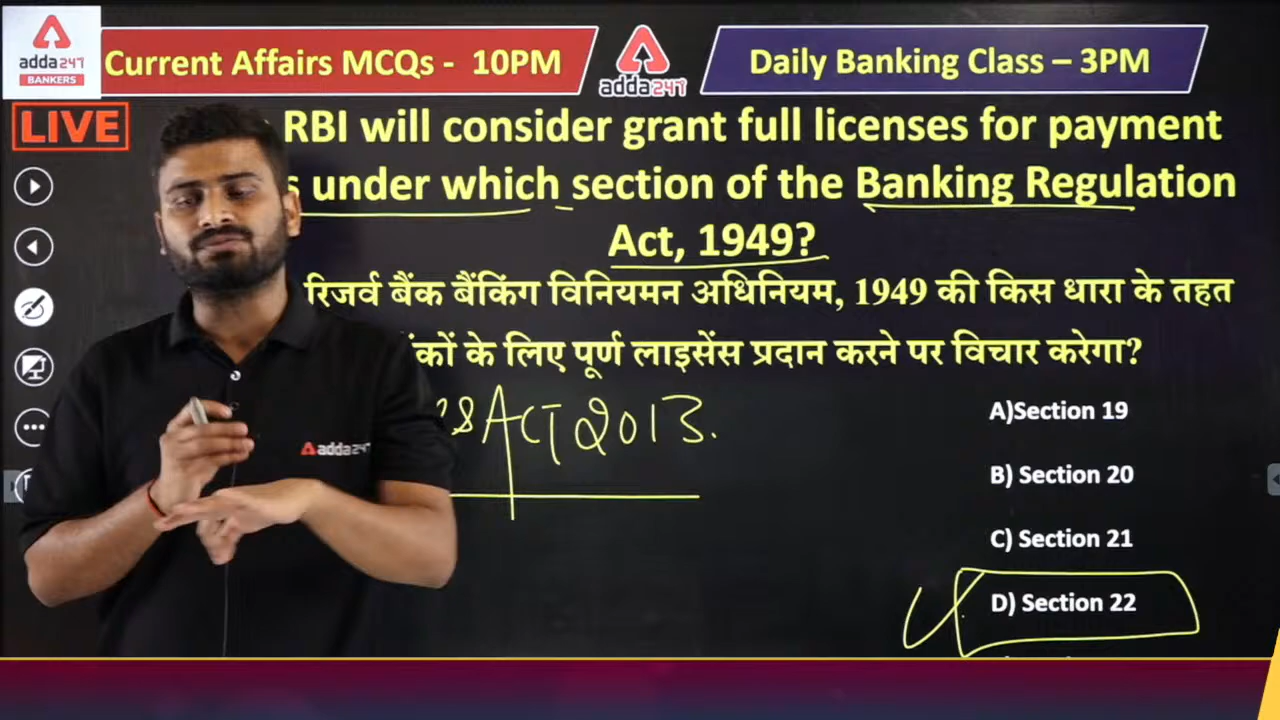 adda247
BANKERS
Current Affairs MCQs - 10PM
adda247
Daily Banking Class – 3PM
LIVE
RBI will consider grant full licenses for payment
s under which section of the Banking Regulation
Act, 1949?
रिजर्व बैंक बैंकिंग विनियमन अधिनियम, 1949 की किस धारा के तहत
ंकों के लिए पूर्ण लाइसेंस प्रदान करने पर विचार करेगा?
ACT 2013.
adda247
A)Section 19
B) Section 20
C) Section 21
D) Section 22